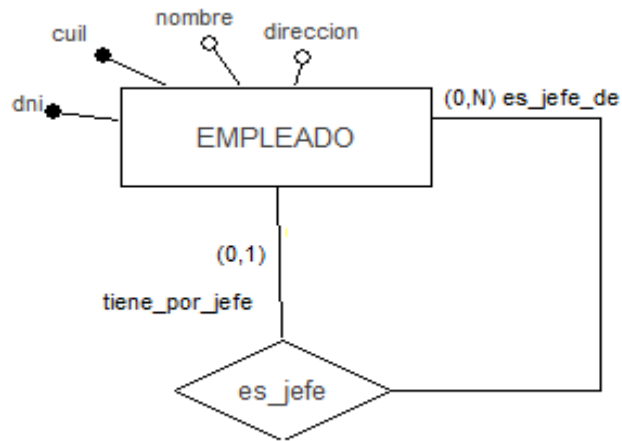 nombre
cuil
direccion
dni
(0,N) es_jefe_de
EMPLEADO
(0,1)
tiene_por_jefe
es_jefe